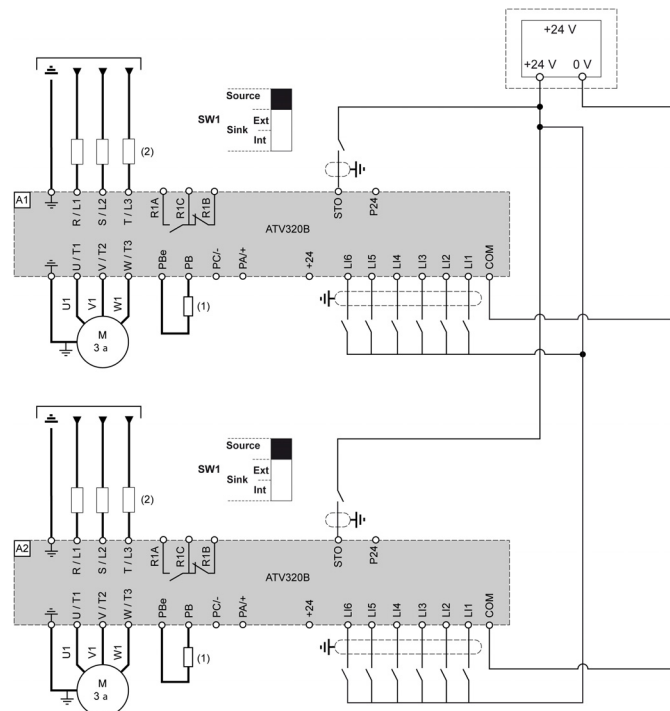 +24 V
+24 V 0 V
Source
SW1
Ext
Sink
Int
(2)
A1
R / L1
S / L2
T / L3
R1A
R1C
R1B
STO
P24
ATV320B
U / T1
V / T2
W / T3
PBe
PB
PC/-
PA/+
+24
LI6
LI5
LI4
LI3
LI2
LI1
COM
U1
V1
W1
(1)
M
3 a
Source
SW1
Ext
Sink
Int
(2)
A2
R / L1
S / L2
T / L3
R1A
R1C
R1B
STO
P24
ATV320B
U / T1
V / T2
W / T3
PBe
PB
PC/-
PA/+
+24
LI6
LI5
LI4
LI3
LI2
LI1
COM
U1
V1
W1
(1)
M
3 a